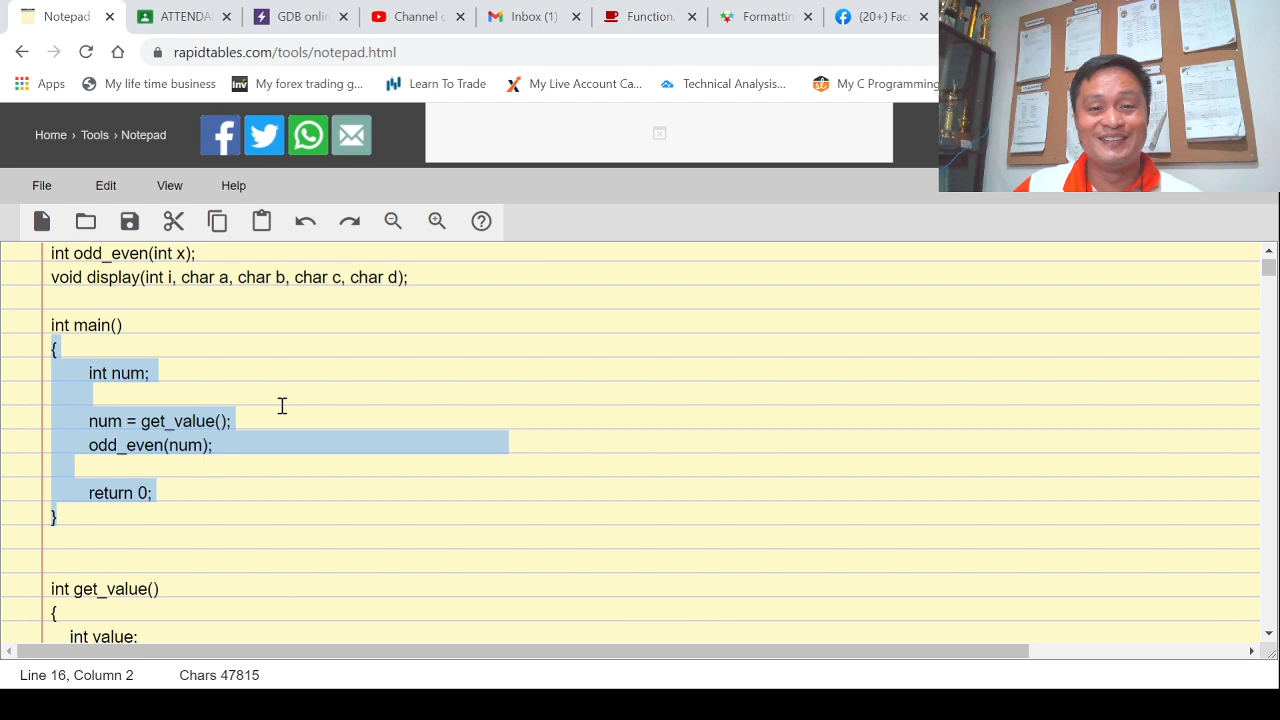 Notepad
ATTENDA
GDB onlin
Channel c
Inbox (1)
Function,
Formattin
(20+) Fac
rapidtables.com/tools/notepad.html
Apps
My life time business
inv
My forex trading g...
Learn To Trade
My Live Account Ca...
Technical Analysis...
My C Programming
Home › Tools › Notepad
File Edit View Help
int odd_even(int x);
void display(int i, char a, char b, char c, char d);
int main()
{
int num;
num = get_value();
odd_even(num);
return 0;
}
int get_value()
{
int value;
Line 16, Column 2
Chars 47815